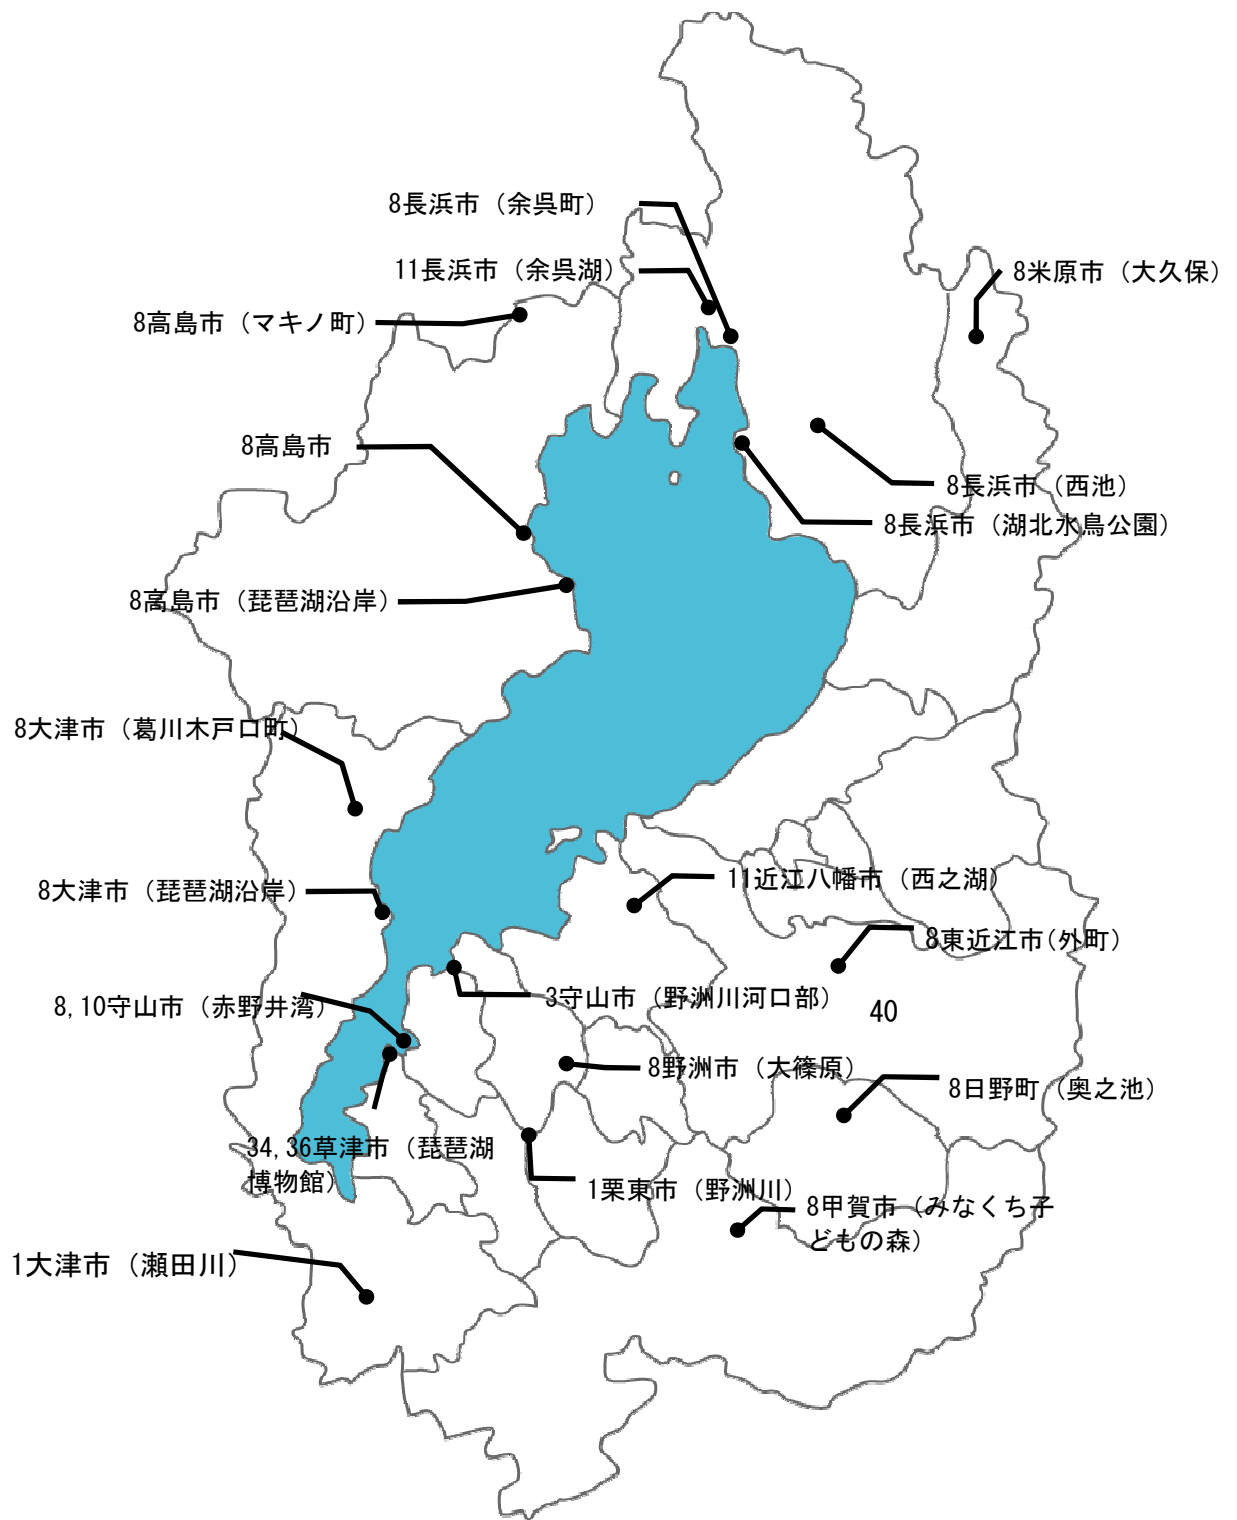 8長浜市（余呉町）
11長浜市（余呉湖）
8米原市（大久保）
8高島市（マキノ町）
8高島市
8長浜市（西池）
8長浜市（湖北水鳥公園）
8高島市（琵琶湖沿岸）
8大津市（葛川木戸口町）
11近江八幡市（西之湖）
8大津市（琵琶湖沿岸）
8東近江市(外町）
3守山市（野洲川河口部）
8,10守山市（赤野井湾）
40
8野洲市（大篠原）
8日野町（奥之池）
34,36草津市（琵琶湖
博物館）
1栗東市（野洲川）
8甲賀市（みなくち子
どもの森）
1大津市（瀬田川）